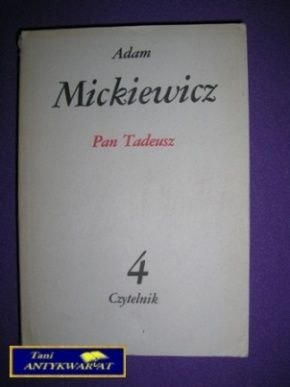 Adam
Mickiewicz
Pan Tadeusz
4
Czytelnik
Tani
ANTYKWARIAT